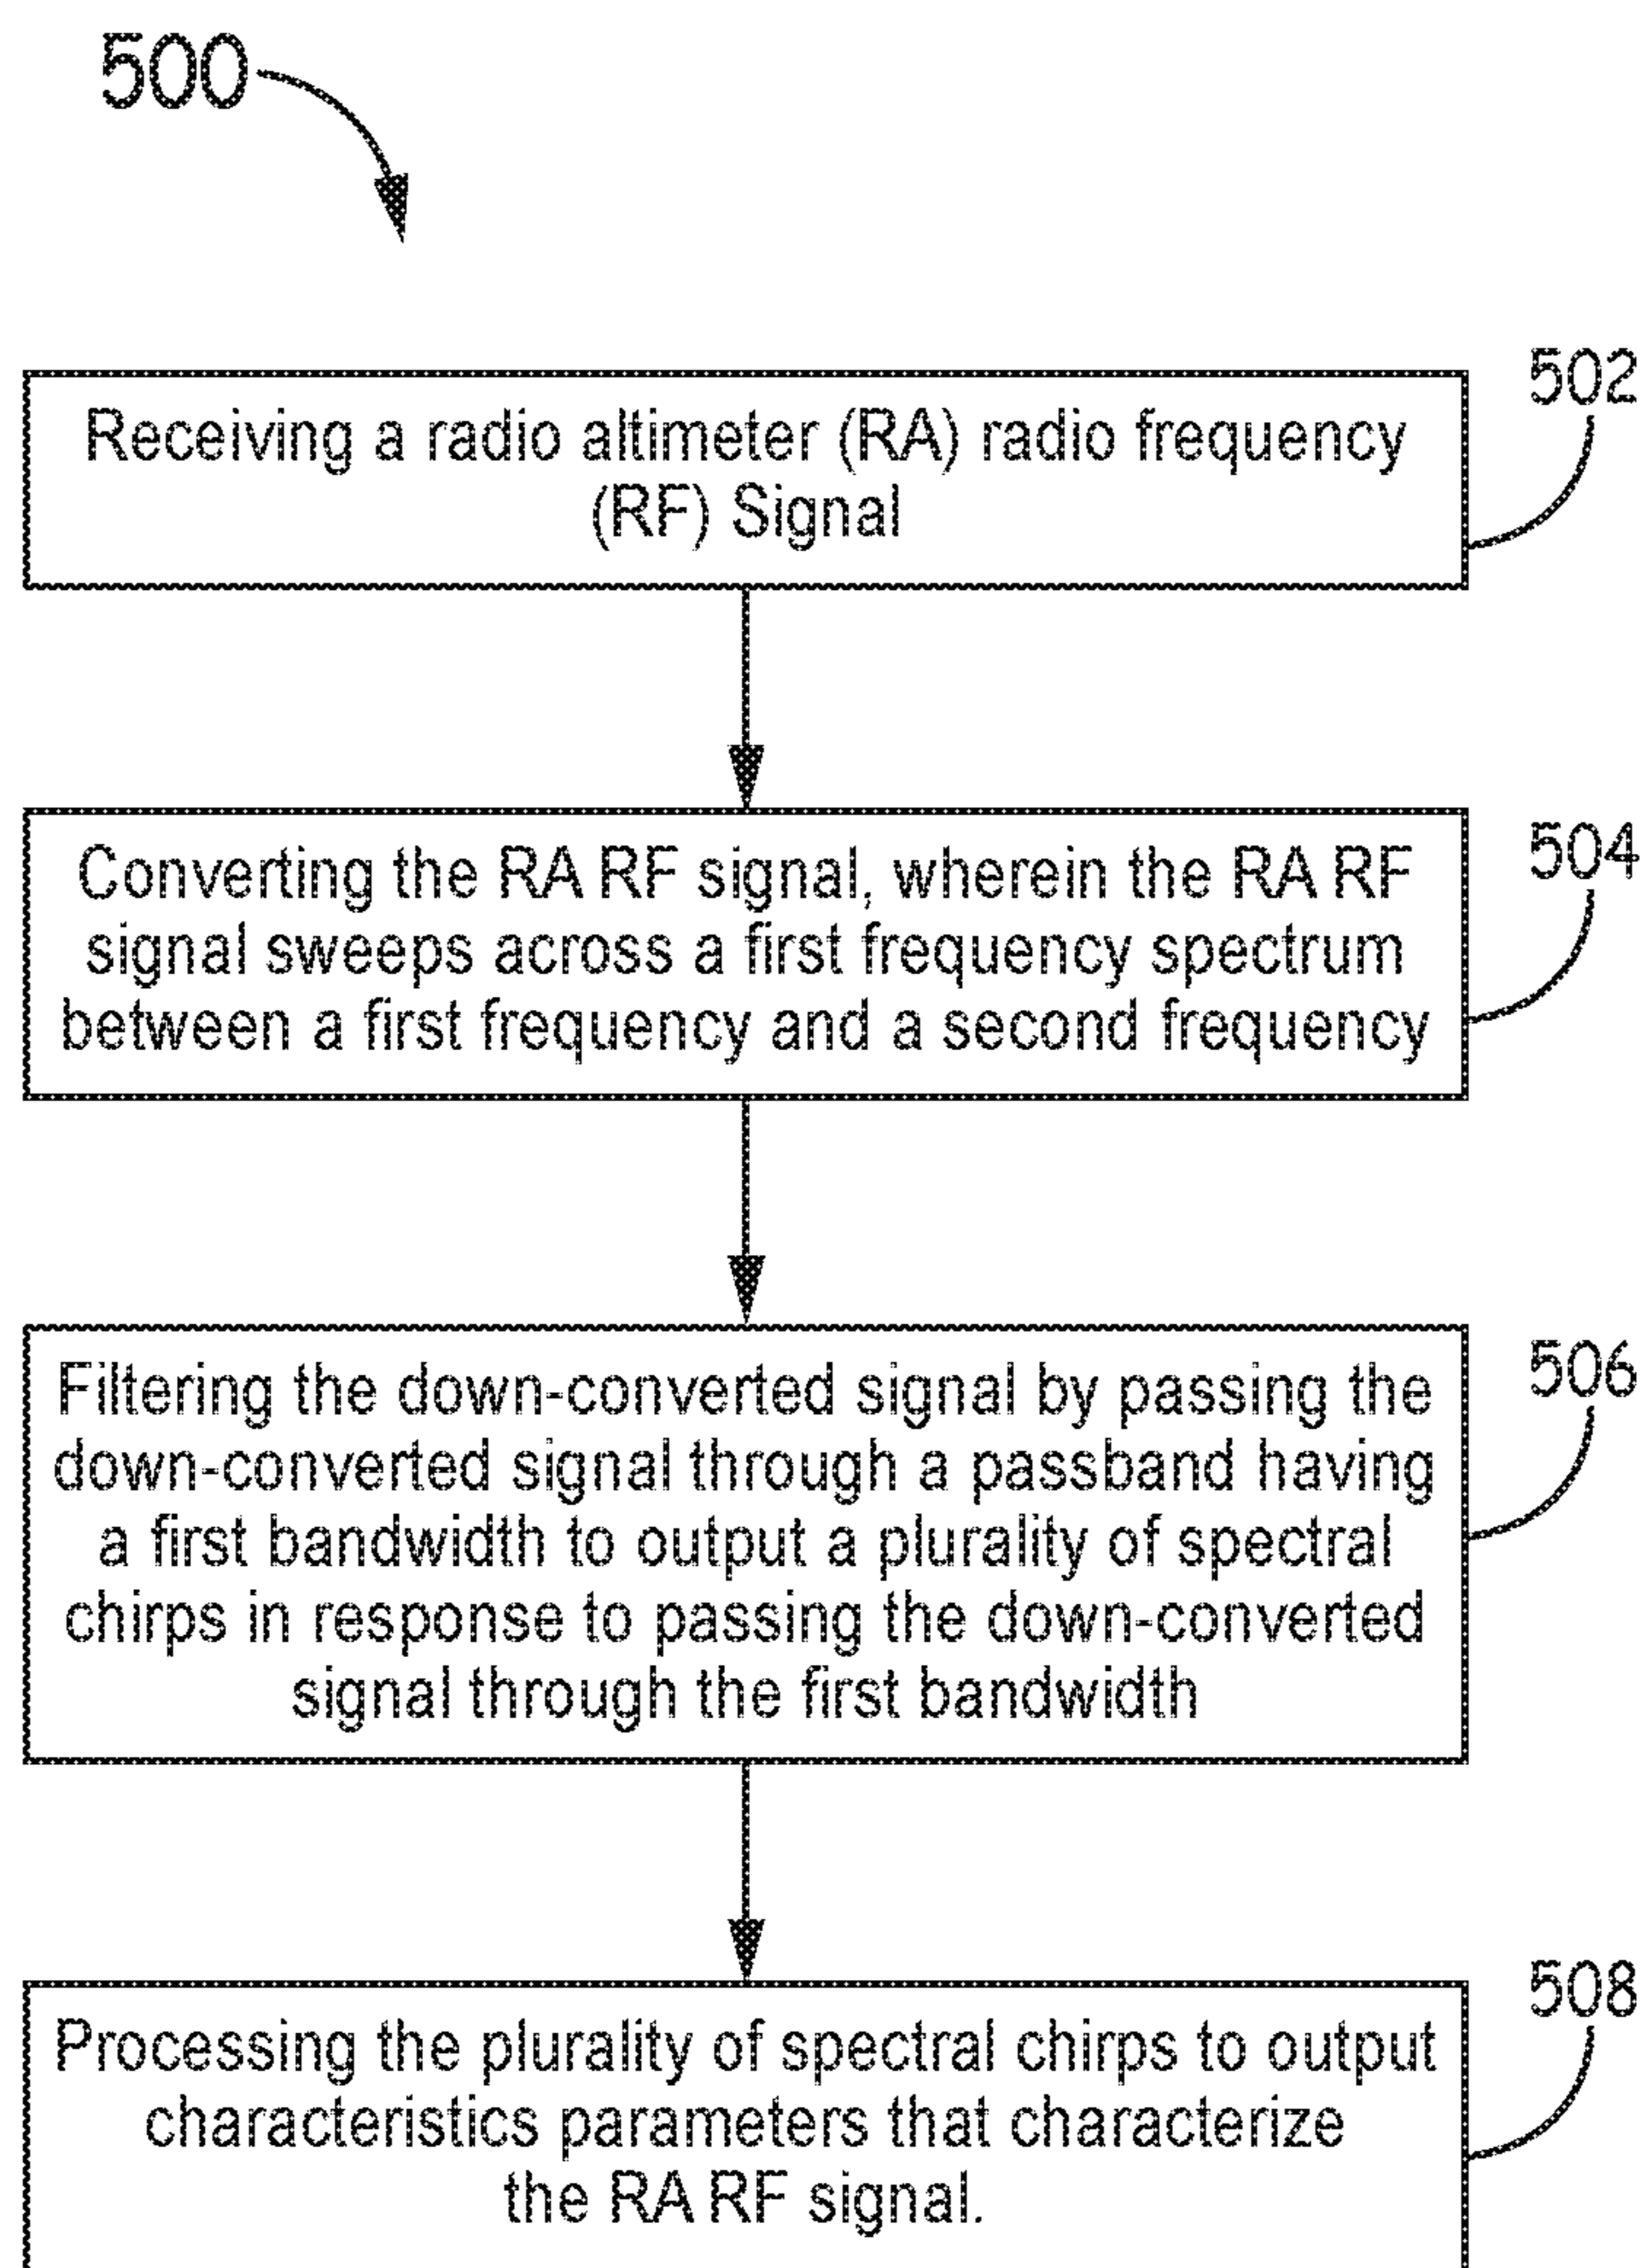 500
502
Receiving a radio altimeter (RA) radio frequency
(RF) Signal
504
Converting the RA RF signal, wherein the RA RF
signal sweeps across a first frequency spectrum
between a first frequency and a second frequency
506
Filtering the down-converted signal by passing the
down-converted signal through a passband having
a first bandwidth to output a plurality of spectral
chirps in response to passing the down-converted
signal through the first bandwidth
508
Processing the plurality of spectral chirps to output
characteristics parameters that characterize
the RA RF signal.